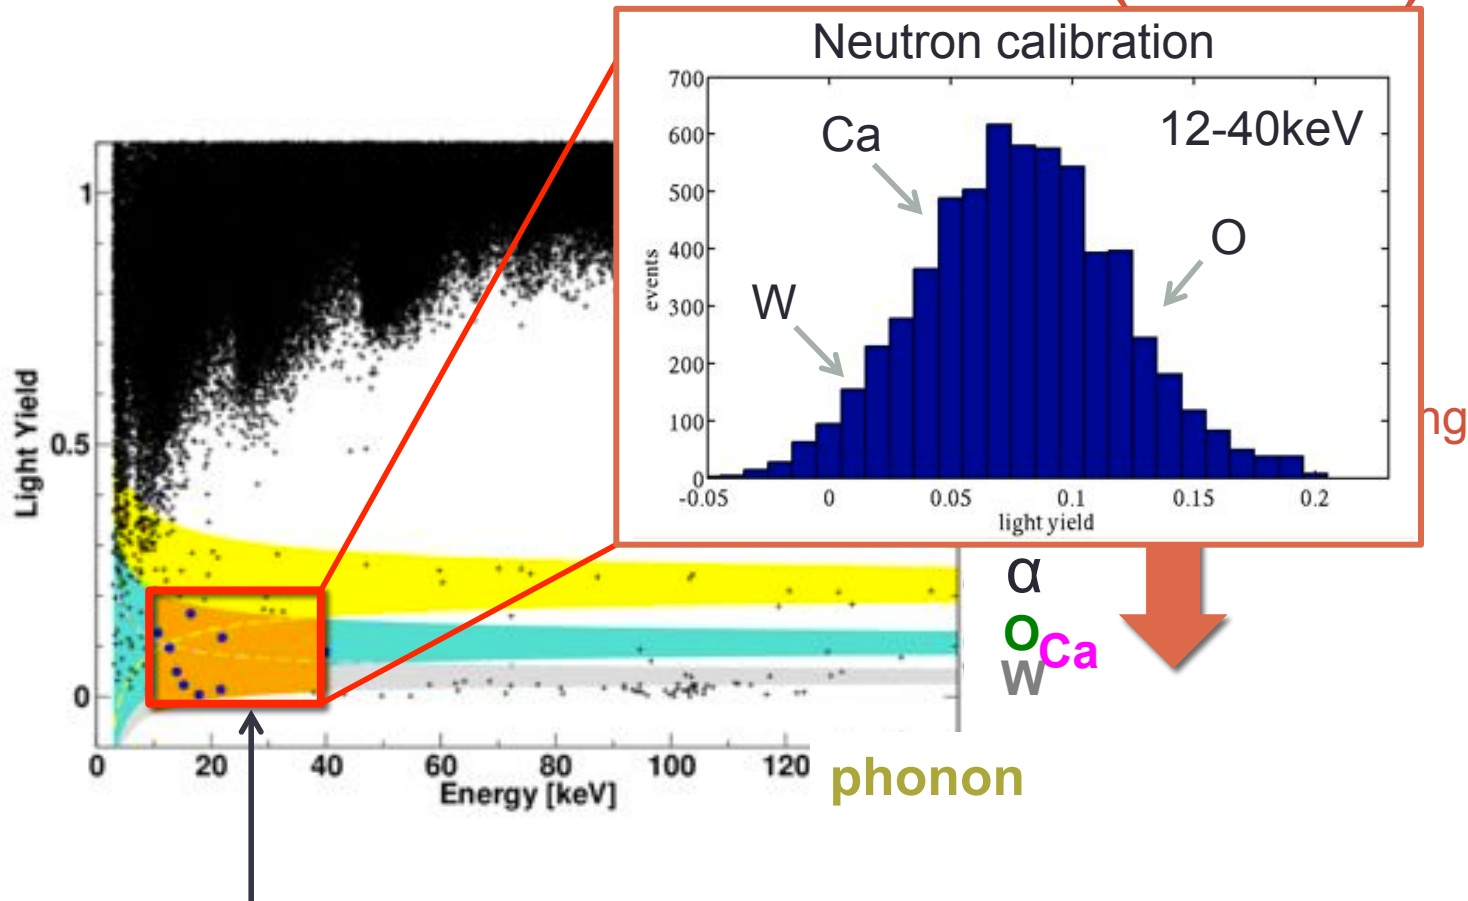 Neutron calibration
12-40keV
Ca
O
W
700
600
500
400
300
200
100
0
events
-0.05 0 0.05 0.1 0.15 0.2
light yield
ng
1
0.5
0
Light Yield
α
O
Ca
W
0 20 40 60 80 100 120
Energy [keV]
phonon